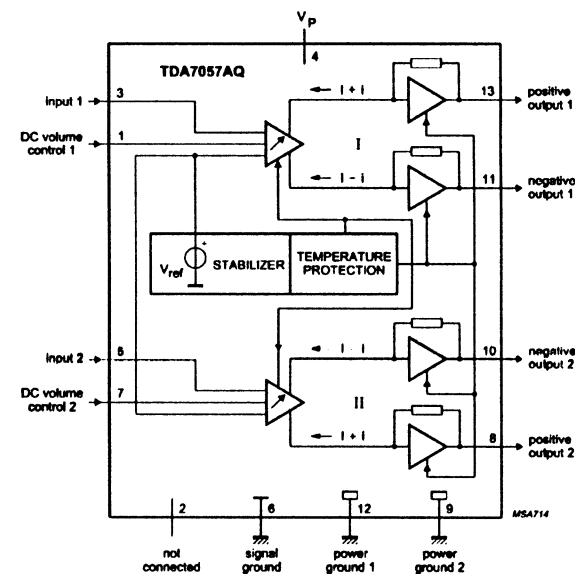 VP
4
TDA7057AQ
input 1
3
DC volume
control 1
1
I + i
13
positive
output 1
I
I - i
11
negative
output 1
Vref
+
STABILIZER
TEMPERATURE
PROTECTION
input 2
5
DC volume
control 2
7
I - i
10
negative
output 2
II
I + i
8
positive
output 2
2
6
12
9
MSA714
not
connected
signal
ground
power
ground 1
power
ground 2